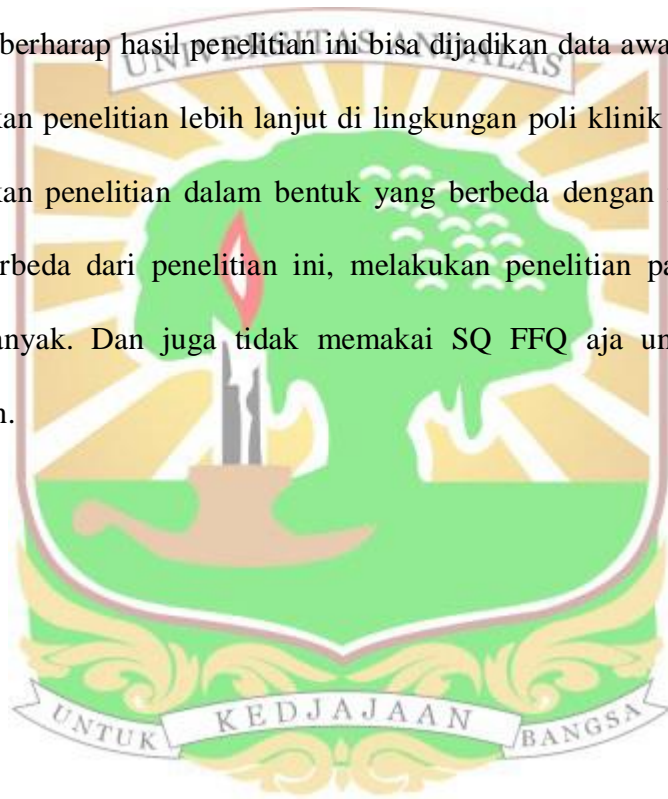 berharap hasil penelitian ini bisa dijadikan data awa
UNIVERSITAS ANDALAS
kan penelitian lebih lanjut di lingkungan poli klinik
kan penelitian dalam bentuk yang berbeda dengan
rbeda dari penelitian ini, melakukan penelitian pa
anyak. Dan juga tidak memakai SQ FFQ aja un
n.
UNTUK KEDJAJAAN BANGSA